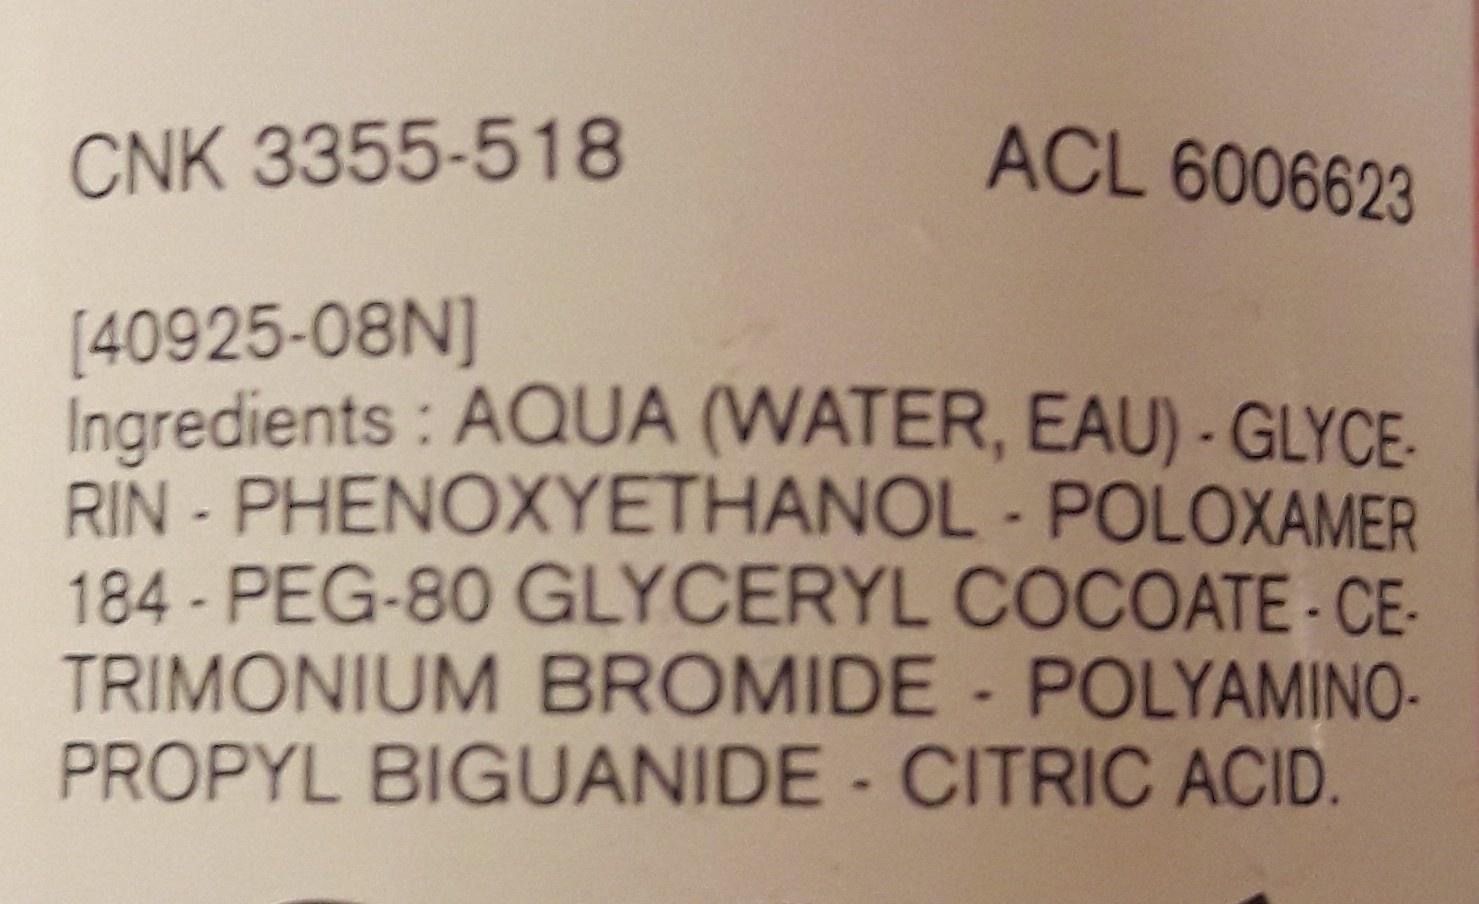 CNK 3355-518 ACL 6006623
[40925-08N]
Ingredients : AQUA (WATER, EAU) - GLYCE-
RIN - PHENOXYETHANOL - POLOXAMER
184 - PEG-80 GLYCERYL COCOATE - CE-
TRIMONIUM BROMIDE - POLYAMINO-
PROPYL BIGUANIDE - CITRIC ACID.